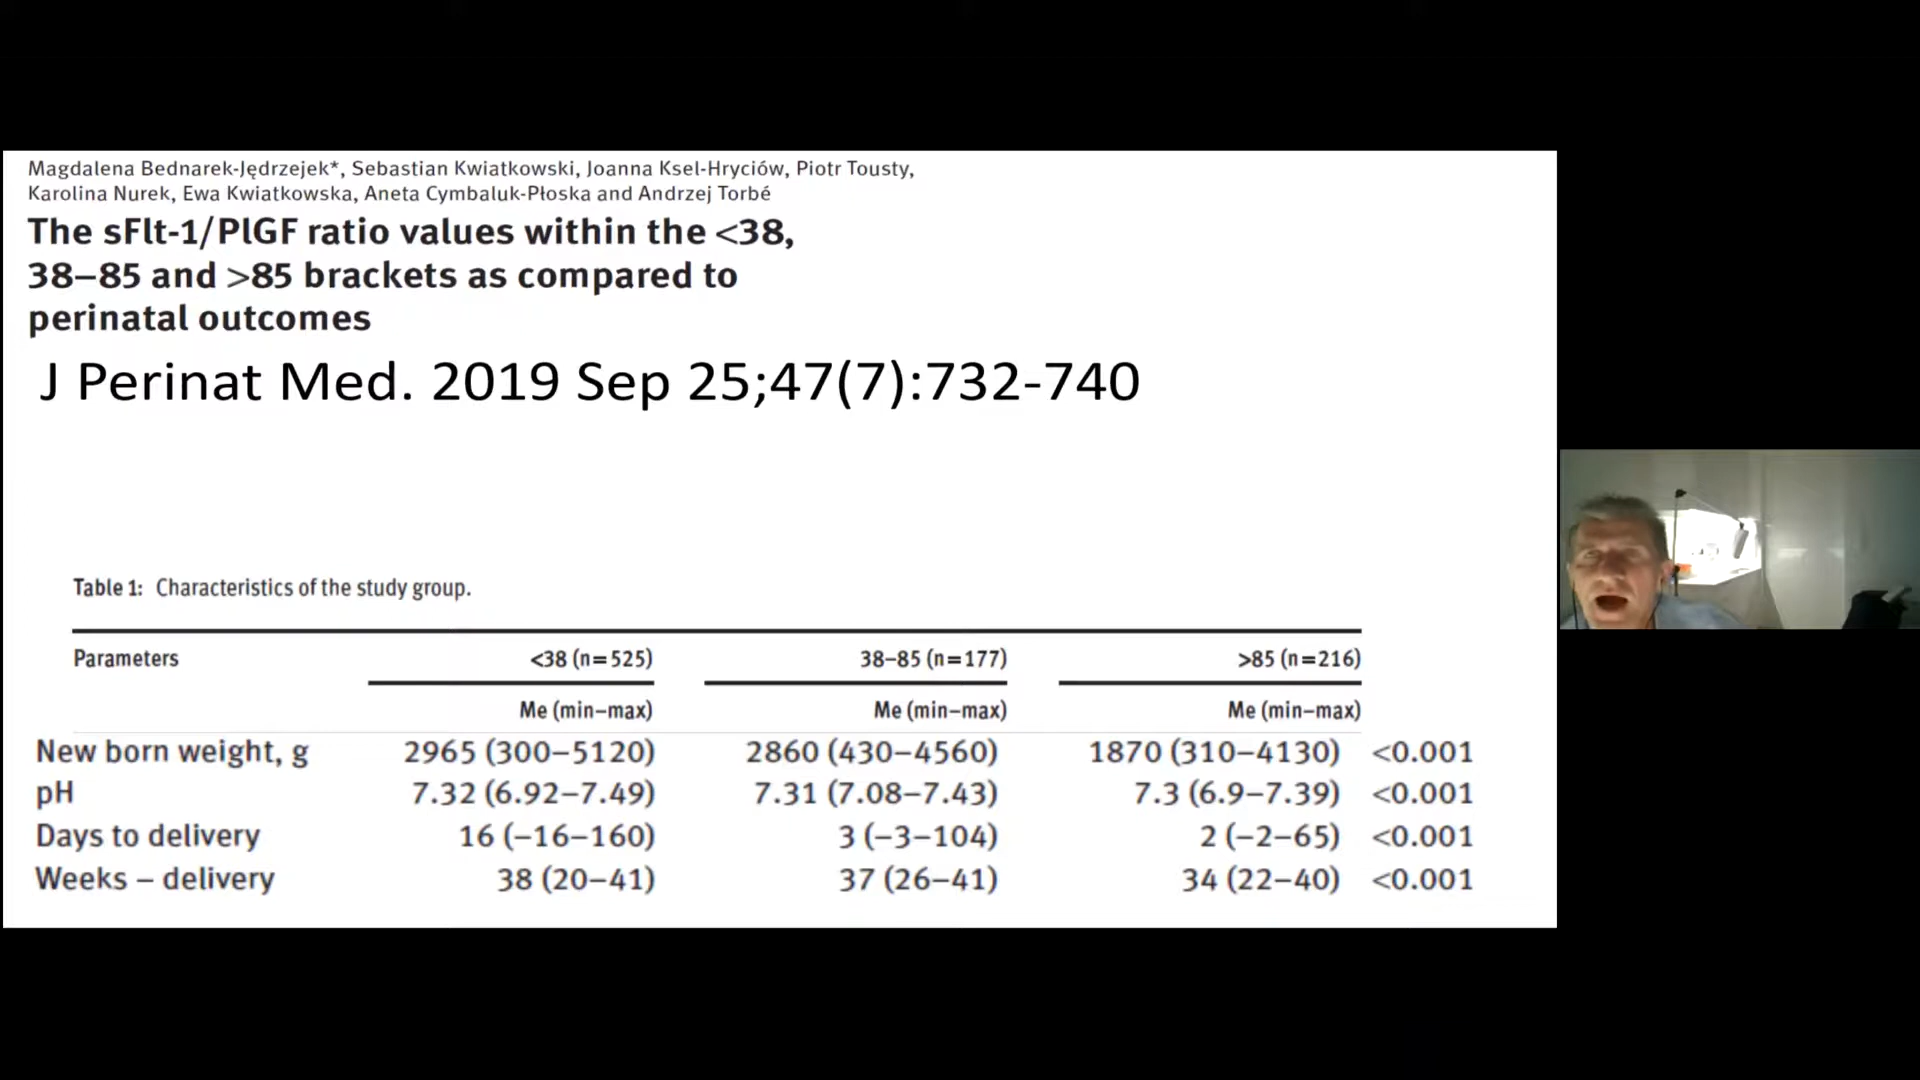 Magdalena Bednarek-Jędrzejek*, Sebastian Kwiatkowski, Joanna Ksel-Hryciów, Piotr Tousty,
Karolina Nurek, Ewa Kwiatkowska, Aneta Cymbaluk-Płoska and Andrzej Torbé
The sFlt-1/PlGF ratio values within the <38,
38–85 and >85 brackets as compared to
perinatal outcomes
J Perinat Med. 2019 Sep 25;47(7):732-740
Table 1: Characteristics of the study group.
Parameters <38 (n=525) 38–85 (n=177) >85 (n=216)
Me (min–max) Me (min–max) Me (min–max)
New born weight, g 2965 (300–5120) 2860 (430–4560) 1870 (310–4130) <0.001
pH 7.32 (6.92–7.49) 7.31 (7.08–7.43) 7.3 (6.9–7.39) <0.001
Days to delivery 16 (−16–160) 3 (−3–104) 2 (−2–65) <0.001
Weeks – delivery 38 (20–41) 37 (26–41) 34 (22–40) <0.001